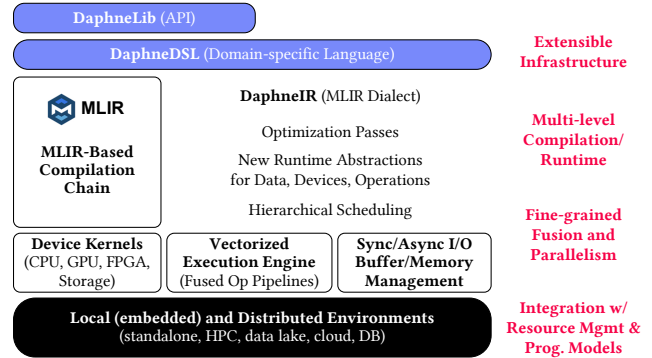 DaphneLib (API)
DaphneDSL (Domain-specific Language)
Extensible
Infrastructure
MLIR
MLIR-Based
Compilation
Chain
DaphneIR (MLIR Dialect)
Optimization Passes
New Runtime Abstractions
for Data, Devices, Operations
Hierarchical Scheduling
Multi-level
Compilation/
Runtime
Device Kernels
(CPU, GPU, FPGA,
Storage)
Vectorized
Execution Engine
(Fused Op Pipelines)
Sync/Async I/O
Buffer/Memory
Management
Fine-grained
Fusion and
Parallelism
Local (embedded) and Distributed Environments
(standalone, HPC, data lake, cloud, DB)
Integration w/
Resource Mgmt &
Prog. Models